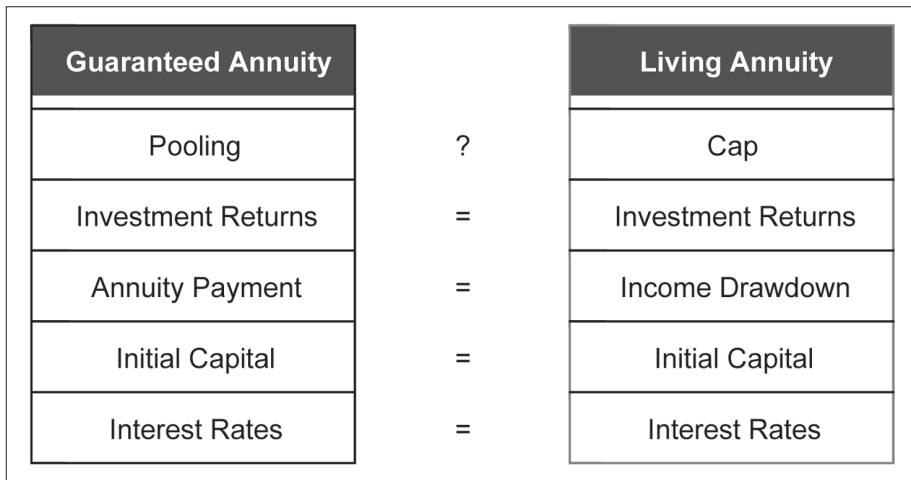 Guaranteed Annuity Living Annuity
Pooling ? Cap
Investment Returns = Investment Returns
Annuity Payment = Income Drawdown
Initial Capital = Initial Capital
Interest Rates = Interest Rates